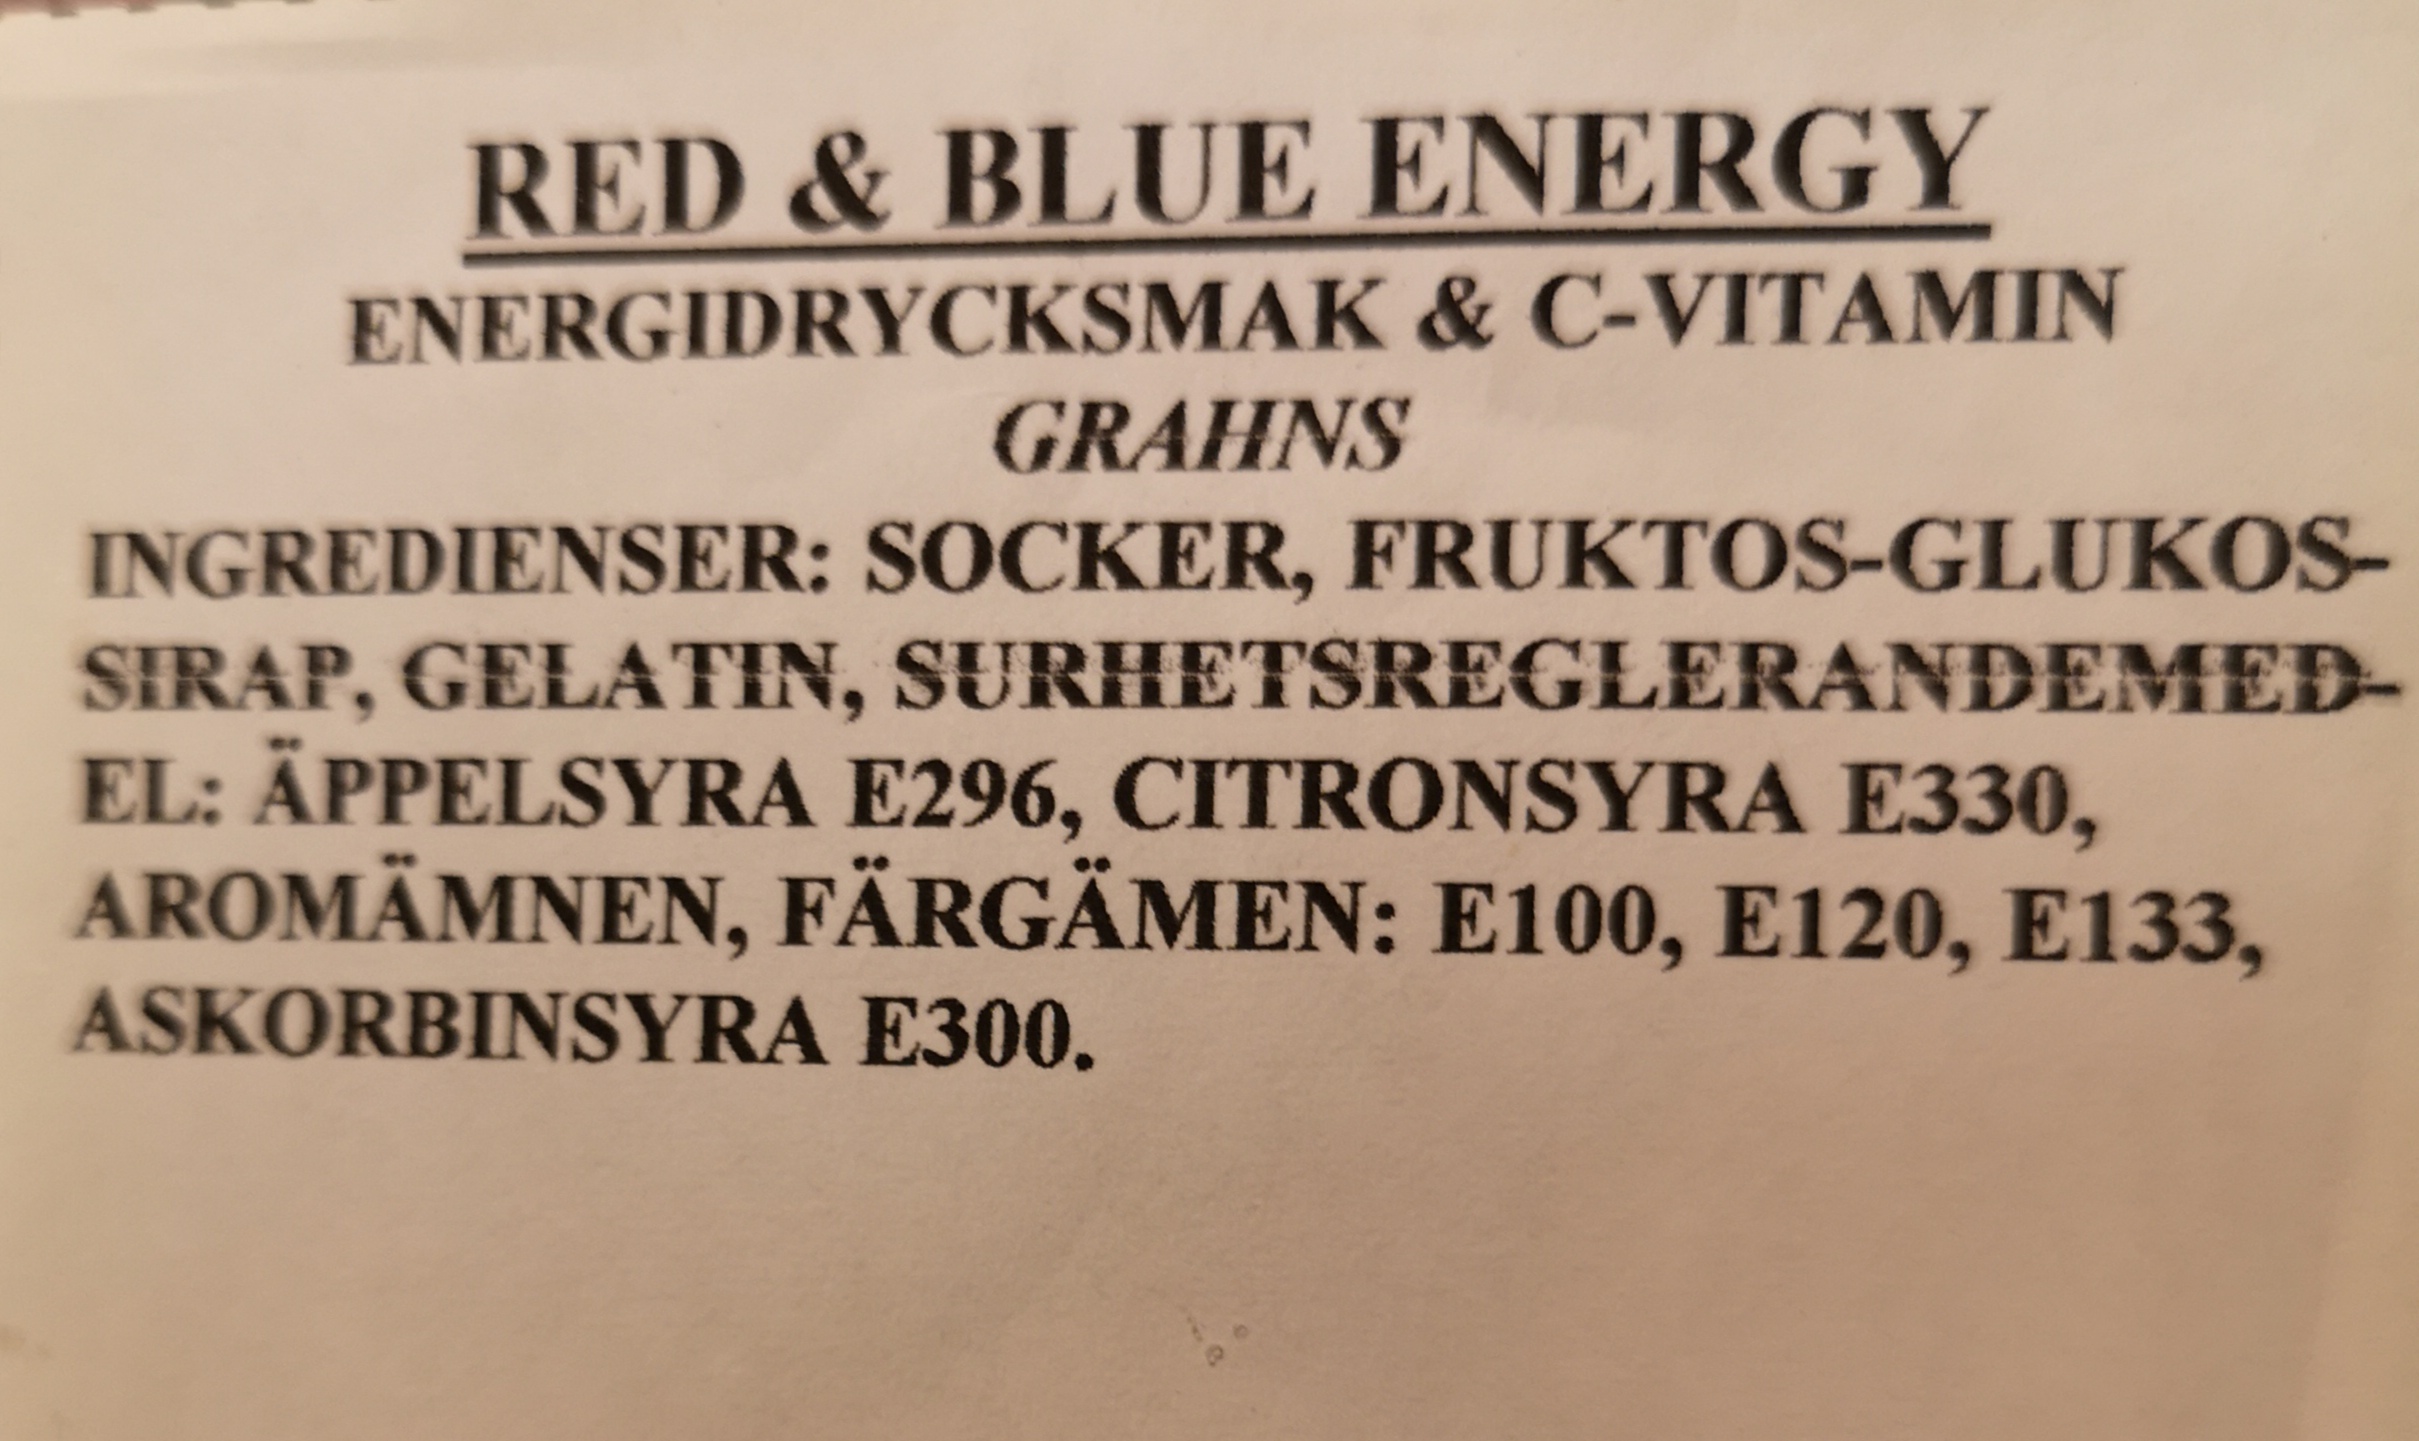 RED & BLUE ENERGY
ENERGIDRYCKSMAK & C-VITAMIN
GRAHNS
INGREDIENSER: SOCKER, FRUKTOS-GLUKOS-
SIRAP, GELATIN, SURHETSREGLERANDEMED-
EL: ÄPPELSYRA E296, CITRONSYRA E330,
AROMÄMNEN, FÄRGÄMEN: E100, E120, E133,
ASKORBINSYRA E300.